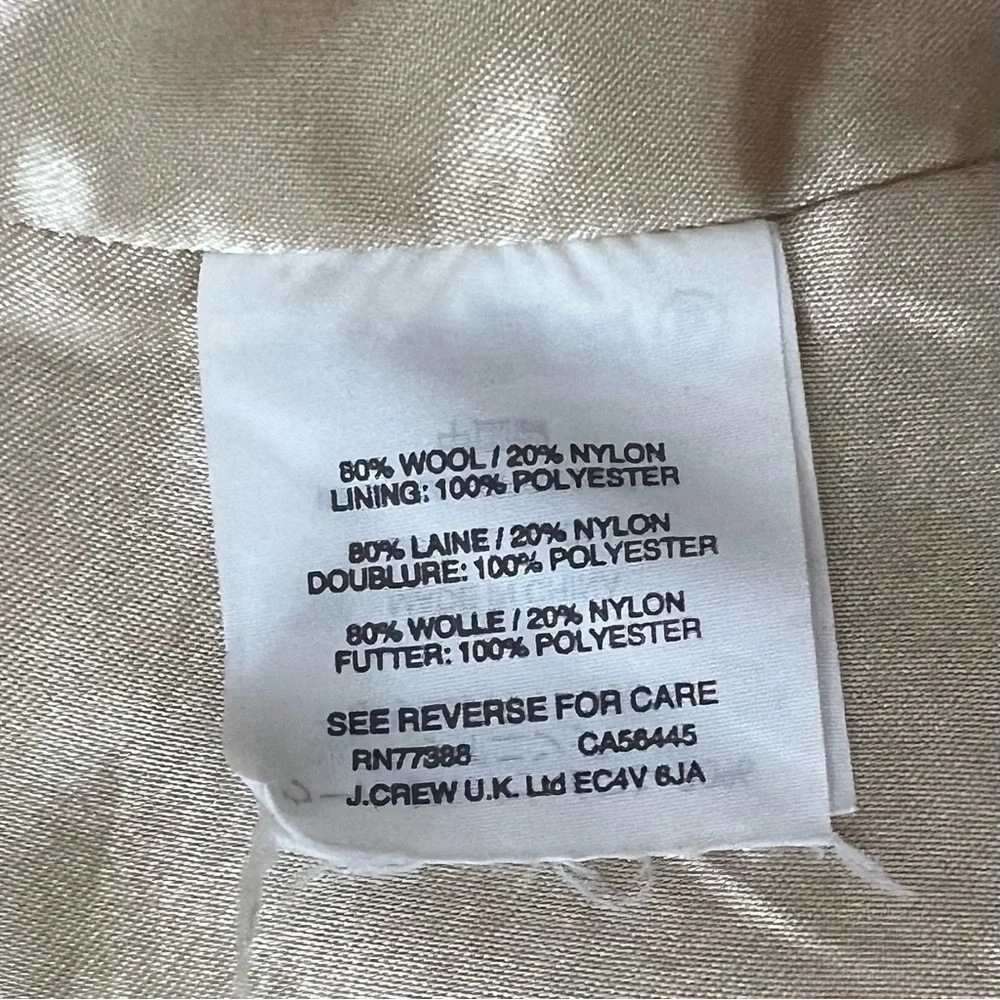 80% WOOL / 20% NYLON
LINING: 100% POLYESTER
80% LAINE / 20% NYLON
DOUBLURE: 100% POLYESTER
80% WOLLE / 20% NYLON
FUTTER: 100% POLYESTER
SEE REVERSE FOR CARE
RN77388 CA56445
J.CREW U.K. Ltd EC4V 6JA